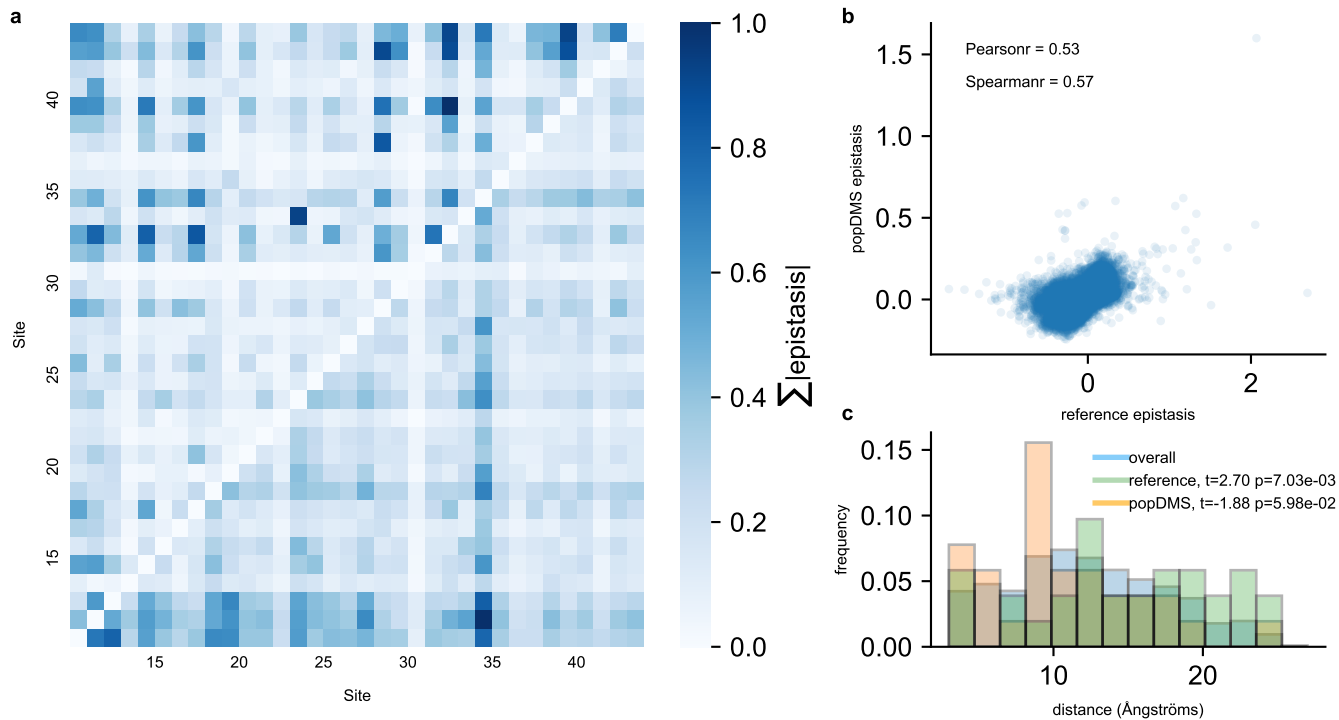 a
40
35
30
25
20
15
Site
15
20
25
30
35
40
Site
1.0
0.8
0.6
0.4
0.2
0.0
∑|epistasis|
b
Pearsonr = 0.53
Spearmanr = 0.57
1.5
1.0
0.5
0.0
popDMS epistasis
0
2
reference epistasis
c
overall
reference, t=2.70 p=7.03e-03
popDMS, t=-1.88 p=5.98e-02
0.15
0.10
0.05
0.00
frequency
10
20
distance (Ångströms)